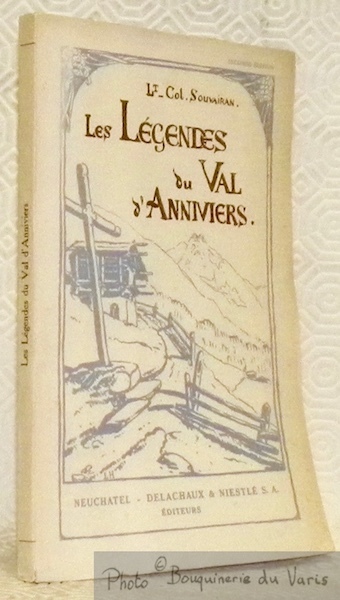 Lt-Col. Souvairan.
Les Légendes
du Val
d'Anniviers.
NEUCHATEL - DELACHAUX & NIESTLÉ S. A.
ÉDITEURS
Les Légendes du Val d'Anniviers
Photo © Bouquinerie du Varis